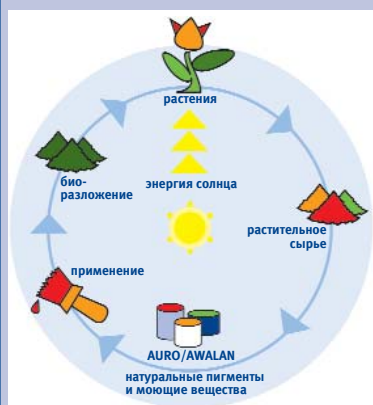 растения
энергия солнца
био-
разложение
растительное
сырье
применение
AURO/AWALAN
натуральные пигменты
и моющие вещества